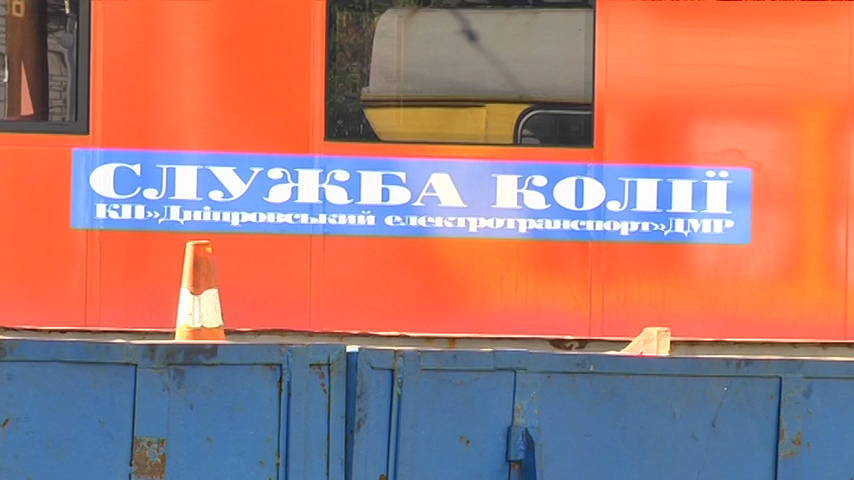 СЛУЖБА КОЛІЇ
КП»Дніпровський електротранспорт»ДМР